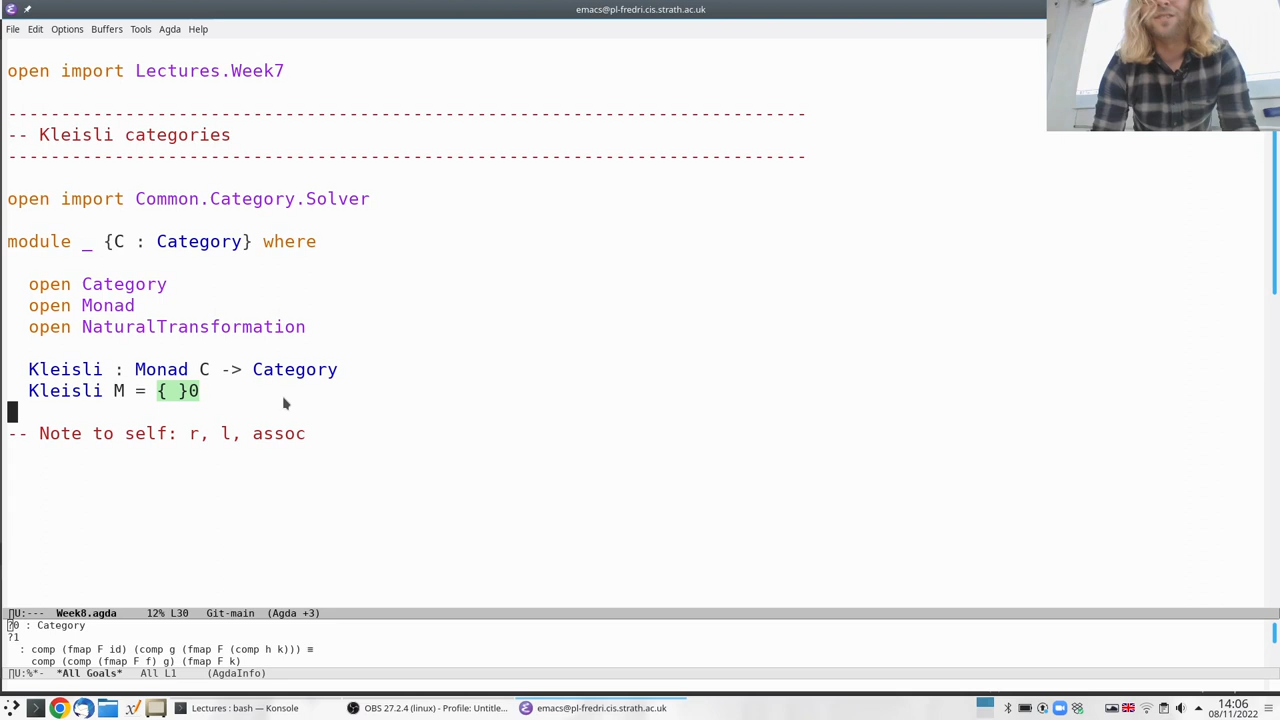 emacs@pl-fredri.cis.strath.ac.uk
File Edit Options Buffers Tools Agda Help
open import Lectures.Week7
---------------------------------------------------------------------------
-- Kleisli categories
---------------------------------------------------------------------------
open import Common.Category.Solver
module _ {C : Category} where
open Category
open Monad
open NaturalTransformation
Kleisli : Monad C -> Category
Kleisli M = { }0
-- Note to self: r, l, assoc
U:--- Week8.agda 12% L30 Git-main (Agda +3)
?0 : Category
?1
: comp (fmap F id) (comp g (fmap F (comp h k))) ≡
comp (comp (fmap F f) g) (fmap F k)
U:%*- *All Goals* All L1 (AgdaInfo)
Lectures : bash — Konsole OBS 27.2.4 (linux) - Profile: Untitle... emacs@pl-fredri.cis.strath.ac.uk 14:06
08/11/2022